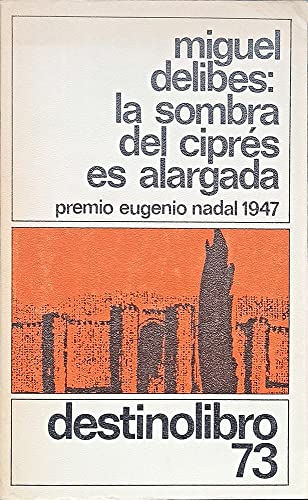 miguel
delibes:
la sombra
del ciprés
es alargada
premio eugenio nadal 1947
destinolibro
73